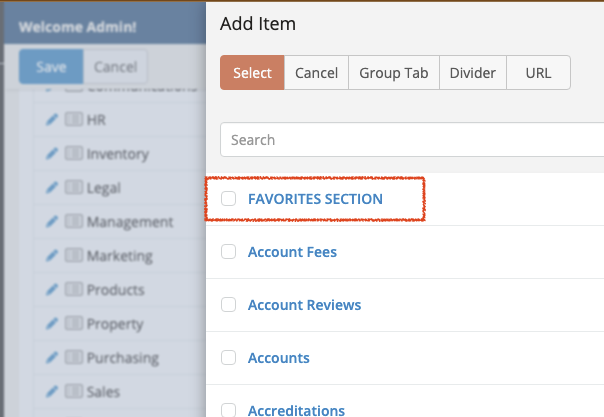 Welcome Admin!
Save Cancel
Communications
HR
Inventory
Legal
Management
Marketing
Products
Property
Purchasing
Sales
Add Item
Select Cancel Group Tab Divider URL
Search
FAVORITES SECTION
Account Fees
Account Reviews
Accounts
Accreditations